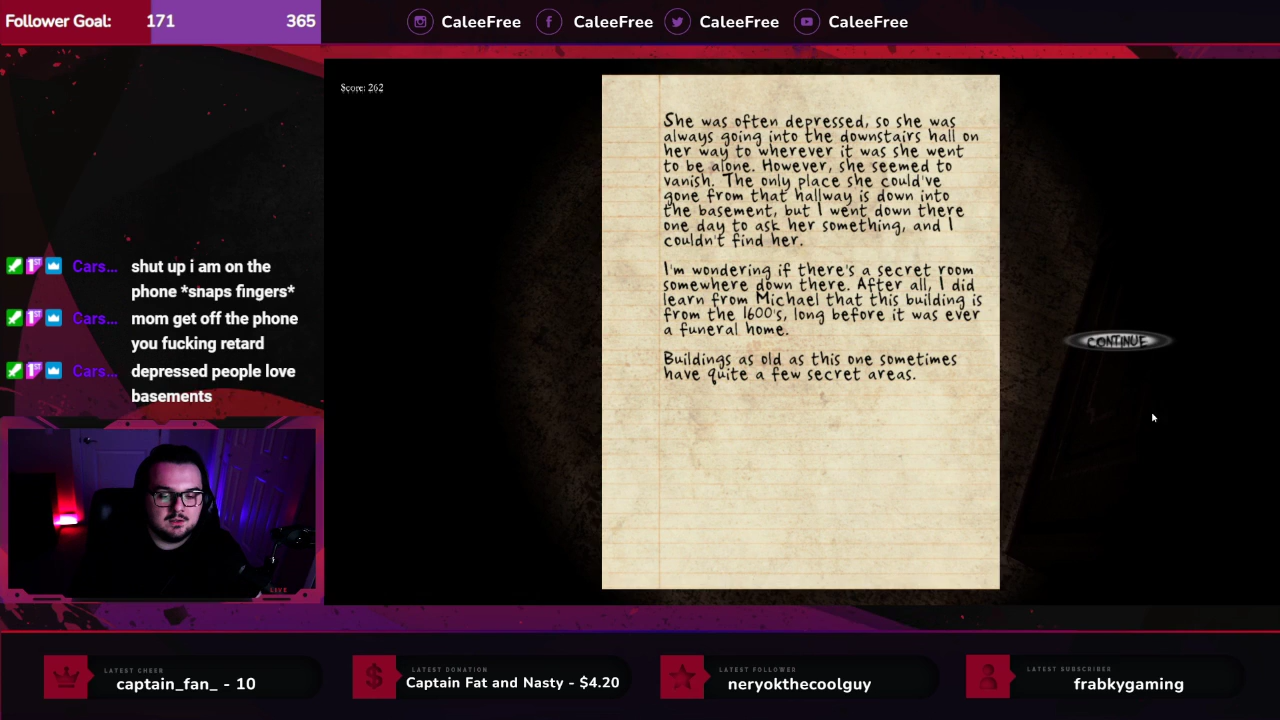 Follower Goal: 171 365
CaleeFree CaleeFree CaleeFree CaleeFree
Score: 262
She was often depressed, so she was
always going into the downstairs hall on
her way to wherever it was she went
to be alone. However, she seemed to
vanish. The only place she could've
gone from that hallway is down into
the basement, but I went down there
one day to ask her something, and I
couldn't find her.
I'm wondering if there's a secret room
somewhere down there. After all, I did
learn from Michael that this building is
from the 1600's, long before it was ever
a funeral home.
Buildings as old as this one sometimes
have quite a few secret areas.
CONTINUE
Cars... shut up i am on the
phone *snaps fingers*
Cars... mom get off the phone
you fucking retard
Cars... depressed people love
basements
LIVE
LATEST CHEER
captain_fan_ - 10
LATEST DONATION
Captain Fat and Nasty - $4.20
LATEST FOLLOWER
neryokthecoolguy
LATEST SUBSCRIBER
frabkygaming